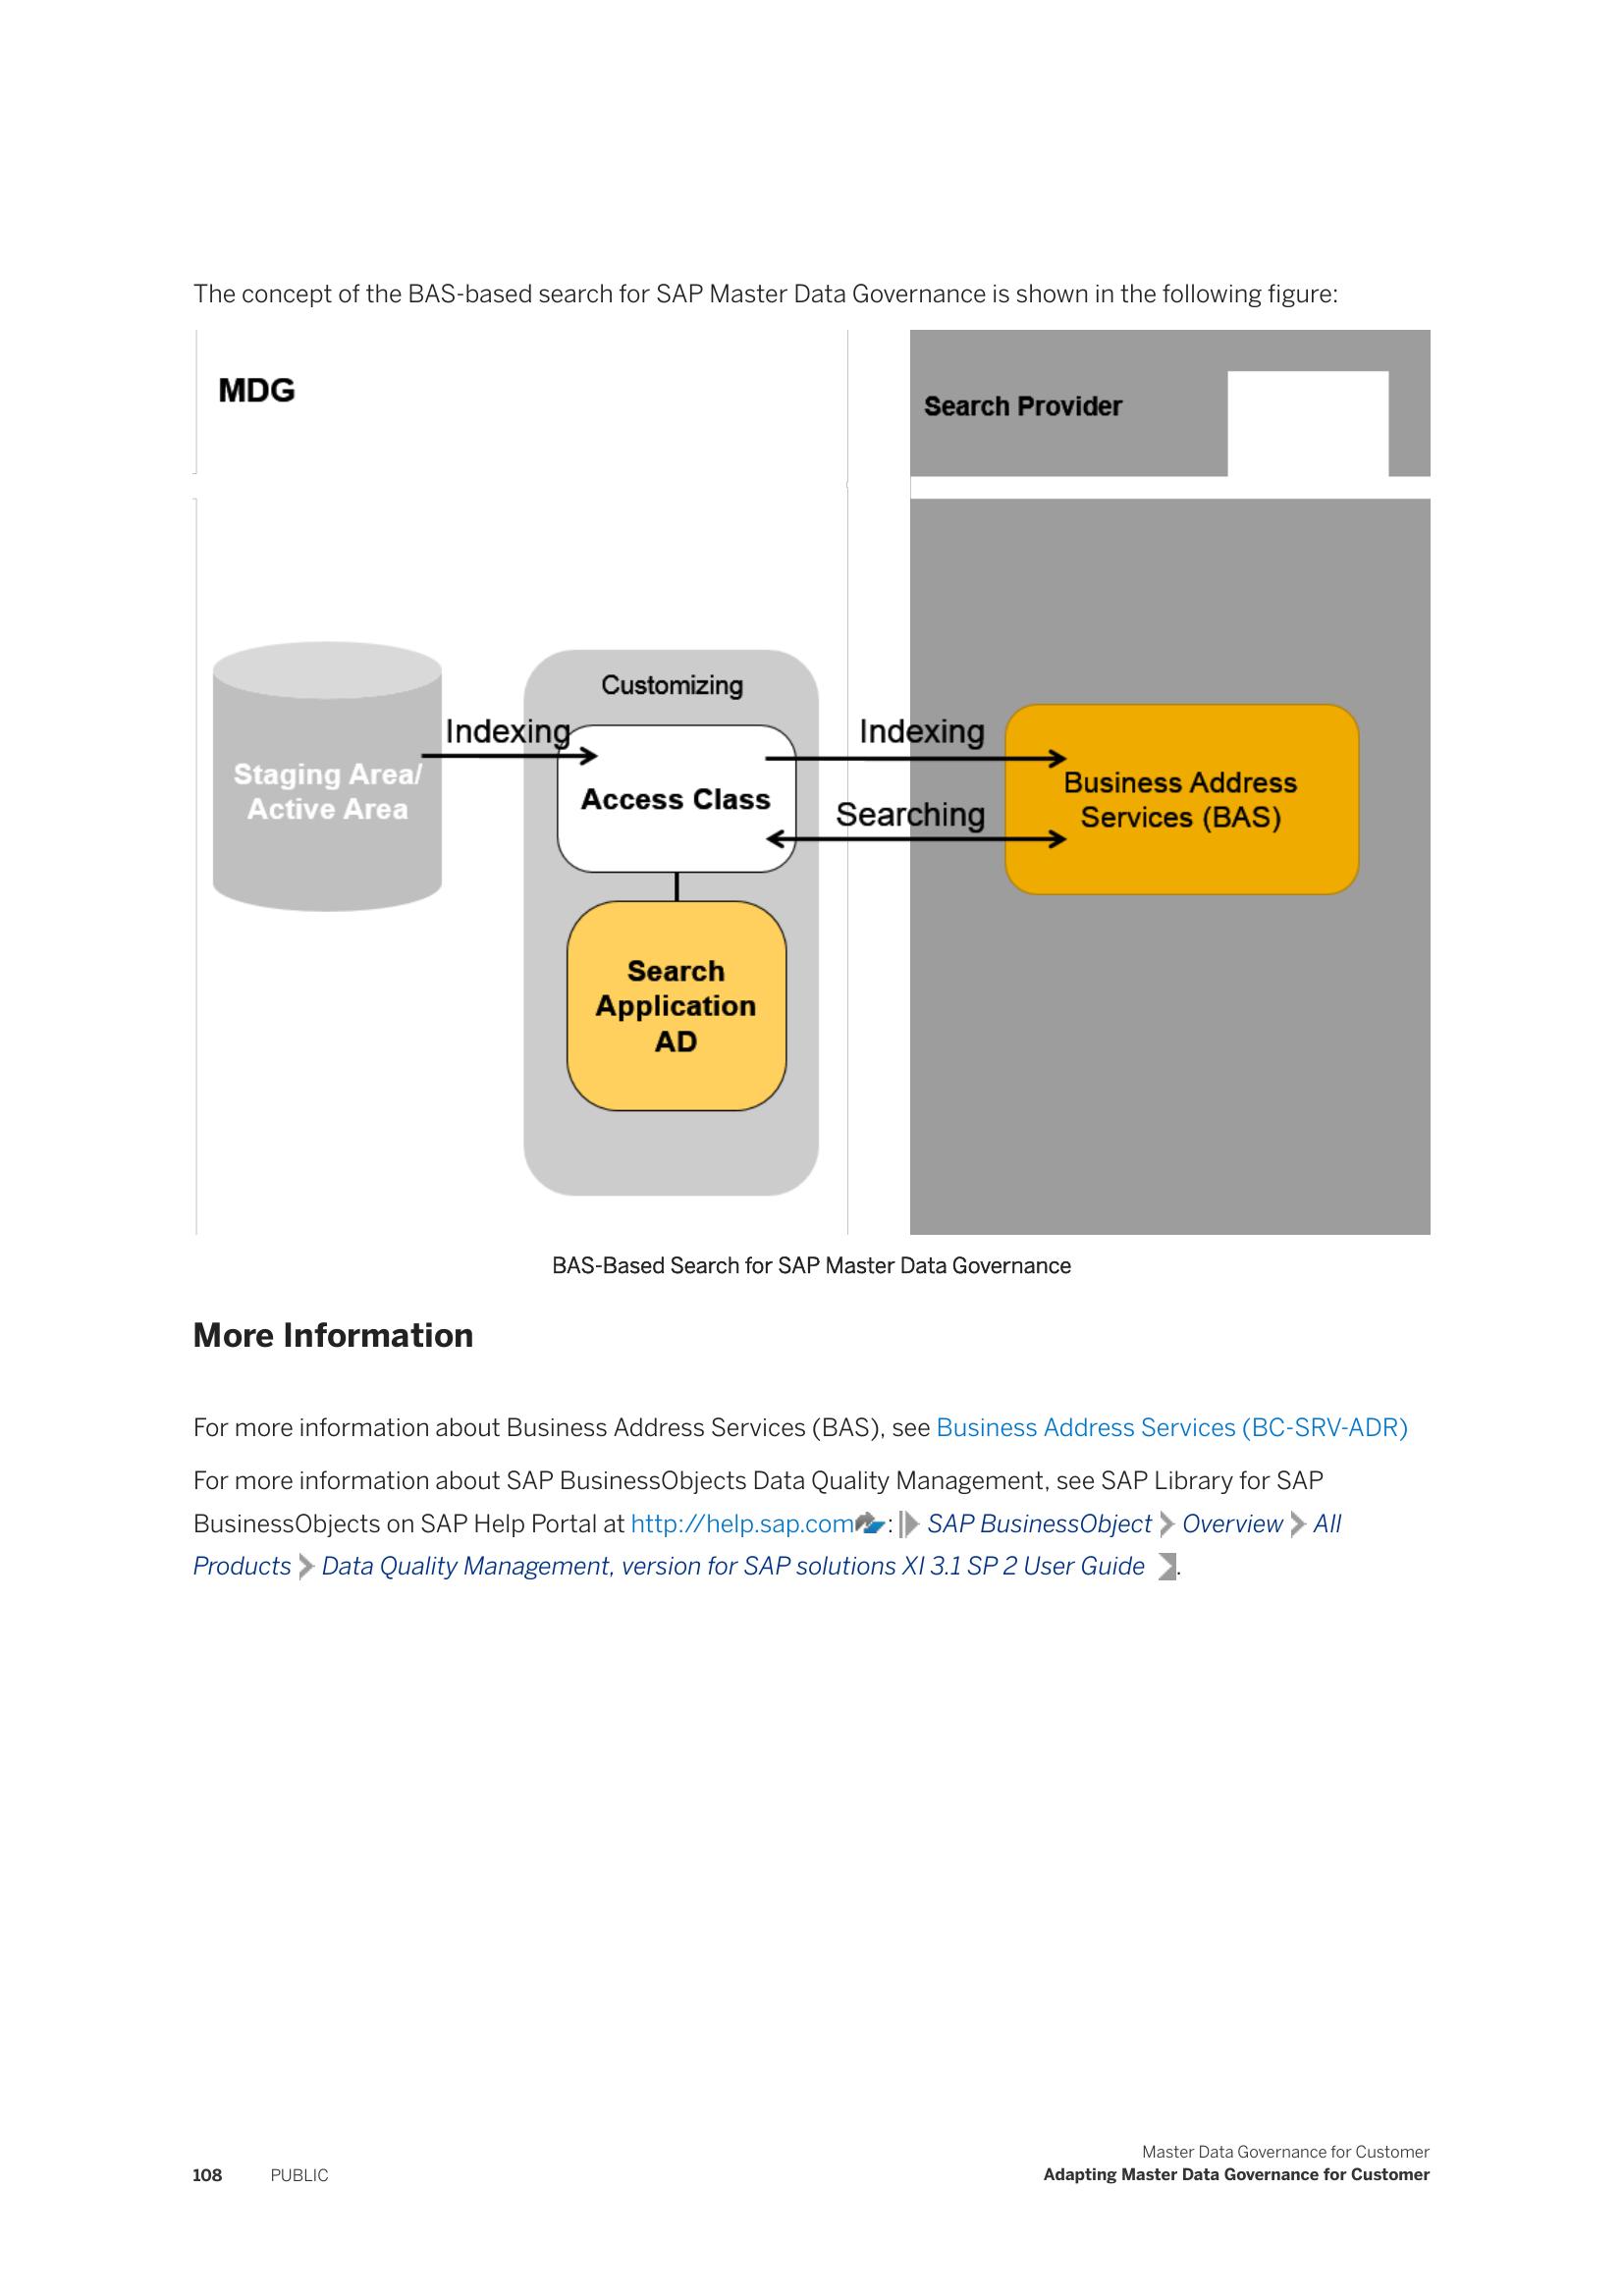 The concept of the BAS-based search for SAP Master Data Governance is shown in the following figure:
MDG
Search Provider
Customizing
Indexing
Indexing
Staging Area/
Active Area
Access Class
Business Address
Services (BAS)
Searching
Search
Application
AD
BAS-Based Search for SAP Master Data Governance
More Information
For more information about Business Address Services (BAS), see Business Address Services (BC-SRV-ADR)
For more information about SAP BusinessObjects Data Quality Management, see SAP Library for SAP
BusinessObjects on SAP Help Portal at http://help.sap.com : SAP BusinessObject Overview All
Products Data Quality Management, version for SAP solutions XI 3.1 SP 2 User Guide .
Master Data Governance for Customer
108 PUBLIC Adapting Master Data Governance for Customer